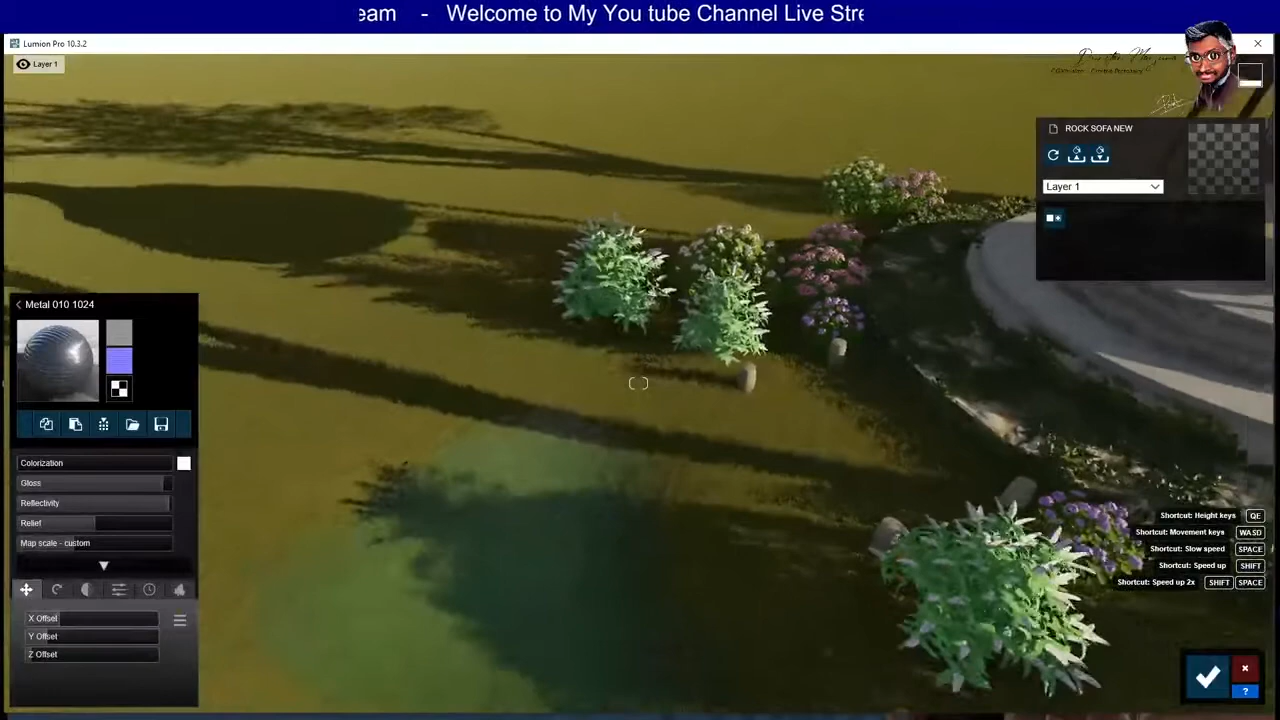 eam - Welcome to My You tube Channel Live Stre
Lumion Pro 10.3.2
Layer 1
ROCK SOFA NEW
Layer 1
Metal 010 1024
Colorization
Gloss
Reflectivity
Relief
Map scale - custom
X Offset
Y Offset
Z Offset
Shortcut: Height keys QE
Shortcut: Movement keys WASD
Shortcut: Slow speed SPACE
Shortcut: Speed up SHIFT
Shortcut: Speed up 2x SHIFT SPACE
?